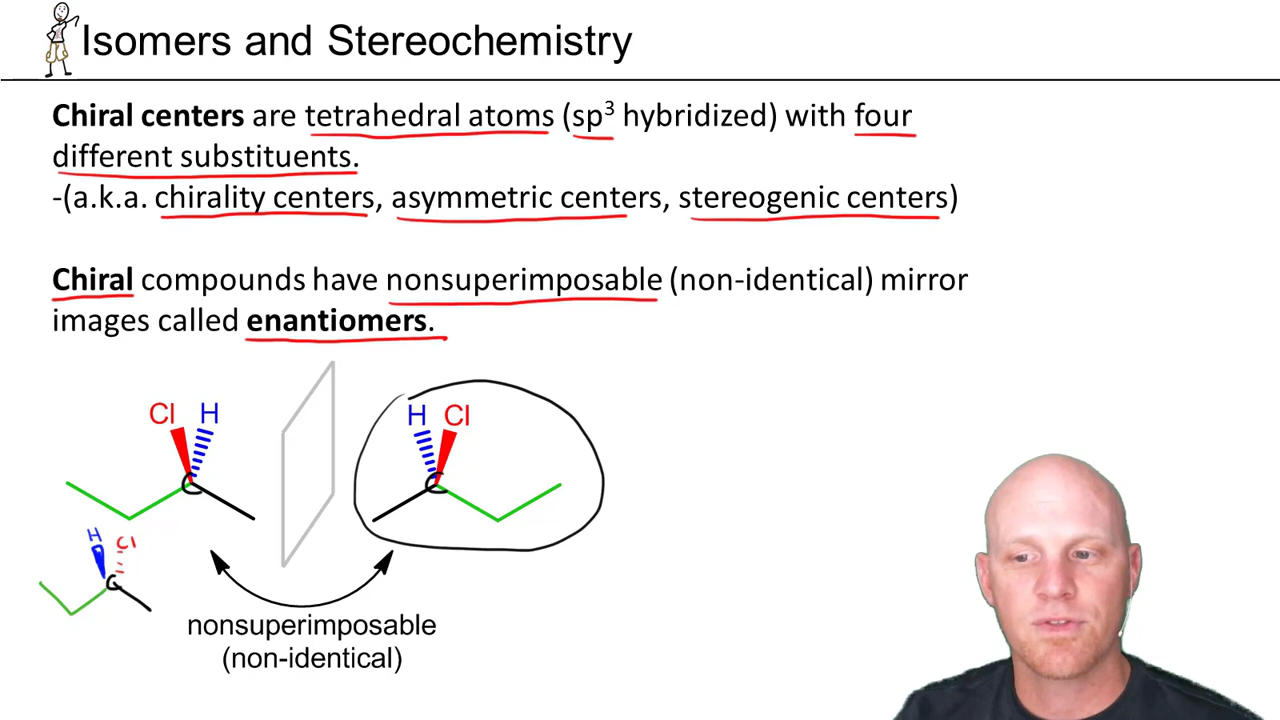 Isomers and Stereochemistry
Chiral centers are tetrahedral atoms (sp³ hybridized) with four
different substituents.
-(a.k.a. chirality centers, asymmetric centers, stereogenic centers)
Chiral compounds have nonsuperimposable (non-identical) mirror
images called enantiomers.
Cl H
H Cl
C
C
H Cl
C
nonsuperimposable
(non-identical)